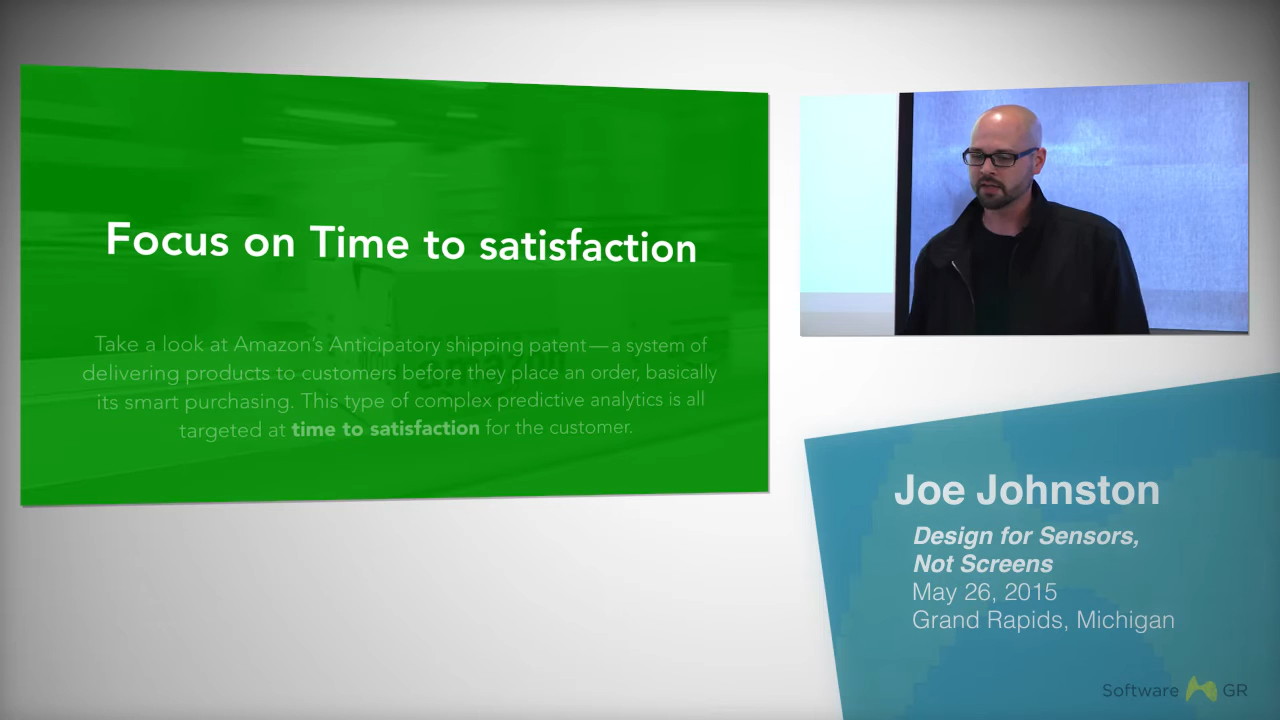 Focus on Time to satisfaction
Take a look at Amazon's Anticipatory shipping patent—a system of
delivering products to customers before they place an order, basically
its smart purchasing. This type of complex predictive analytics is all
targeted at time to satisfaction for the customer.
Joe Johnston
Design for Sensors,
Not Screens
May 26, 2015
Grand Rapids, Michigan
Software GR